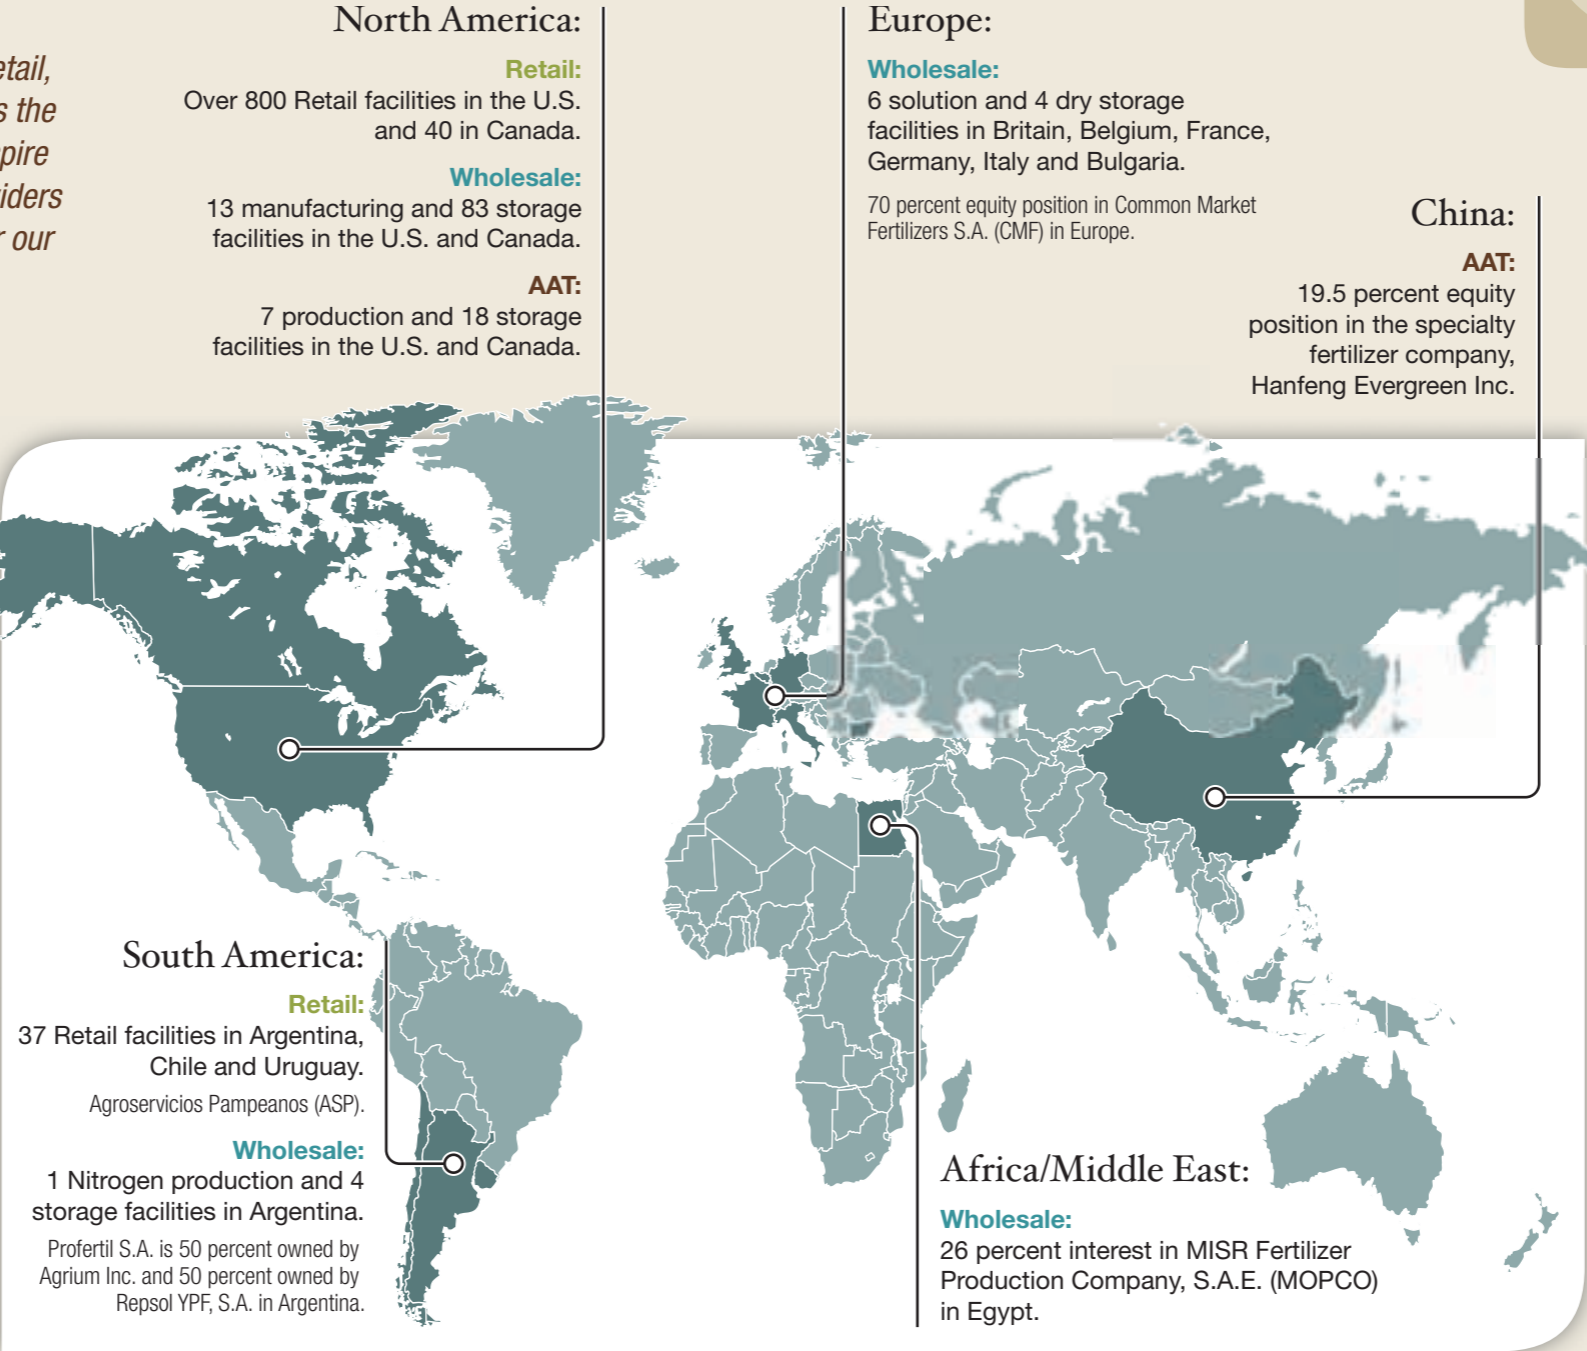 etail,
s the
pire
iders
r our
North America:
Retail:
Over 800 Retail facilities in the U.S.
and 40 in Canada.
Wholesale:
13 manufacturing and 83 storage
facilities in the U.S. and Canada.
AAT:
7 production and 18 storage
facilities in the U.S. and Canada.
Europe:
Wholesale:
6 solution and 4 dry storage
facilities in Britain, Belgium, France,
Germany, Italy and Bulgaria.
70 percent equity position in Common Market
Fertilizers S.A. (CMF) in Europe.
China:
AAT:
19.5 percent equity
position in the specialty
fertilizer company,
Hanfeng Evergreen Inc.
South America:
Retail:
37 Retail facilities in Argentina,
Chile and Uruguay.
Agroservicios Pampeanos (ASP).
Wholesale:
1 Nitrogen production and 4
storage facilities in Argentina.
Profertil S.A. is 50 percent owned by
Agrium Inc. and 50 percent owned by
Repsol YPF, S.A. in Argentina.
Africa/Middle East:
Wholesale:
26 percent interest in MISR Fertilizer
Production Company, S.A.E. (MOPCO)
in Egypt.